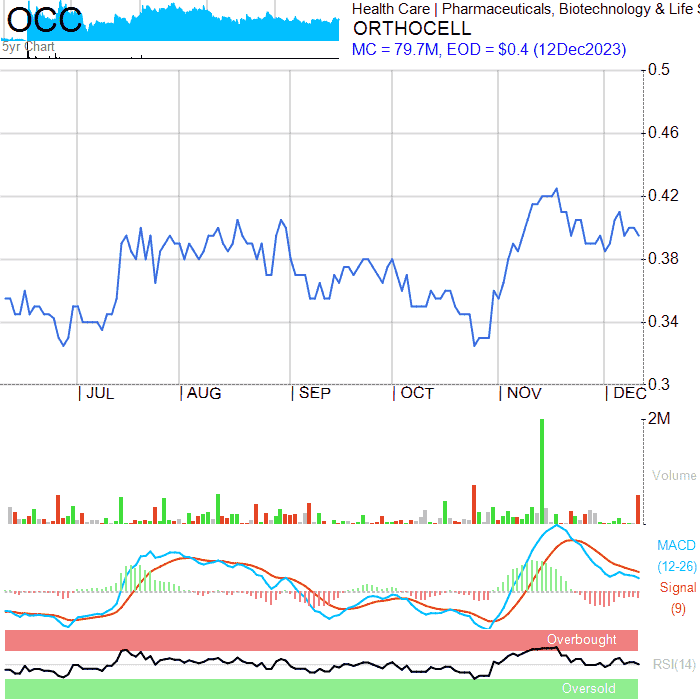 OCC
5yr Chart
Health Care | Pharmaceuticals, Biotechnology & Life S
ORTHOCELL
MC = 79.7M, EOD = $0.4 (12Dec2023)
0.5
0.46
0.42
0.38
0.34
0.3
| JUL | AUG | SEP | OCT | NOV | DEC
2M
Volume
MACD
(12-26)
Signal
(9)
Overbought
RSI(14)
Oversold